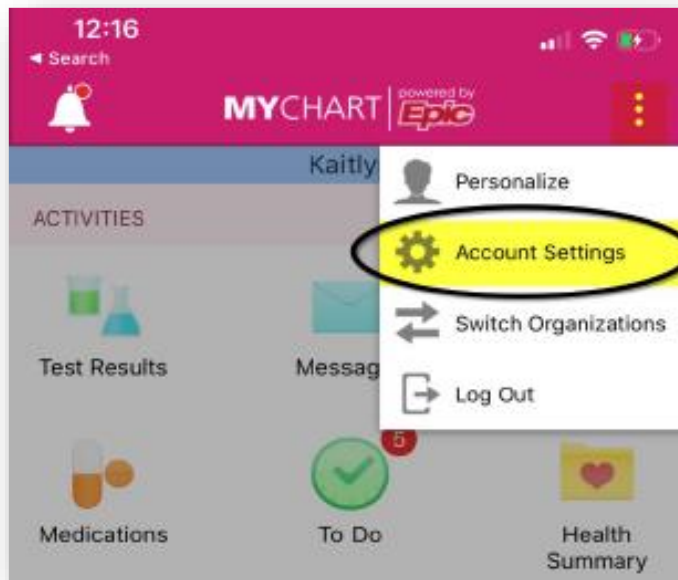 12:16
◄ Search
MYCHART powered by Epic
Kaitly
Personalize
ACTIVITIES
Account Settings
Switch Organizations
Test Results
Messag
Log Out
5
Medications
To Do
Health
Summary